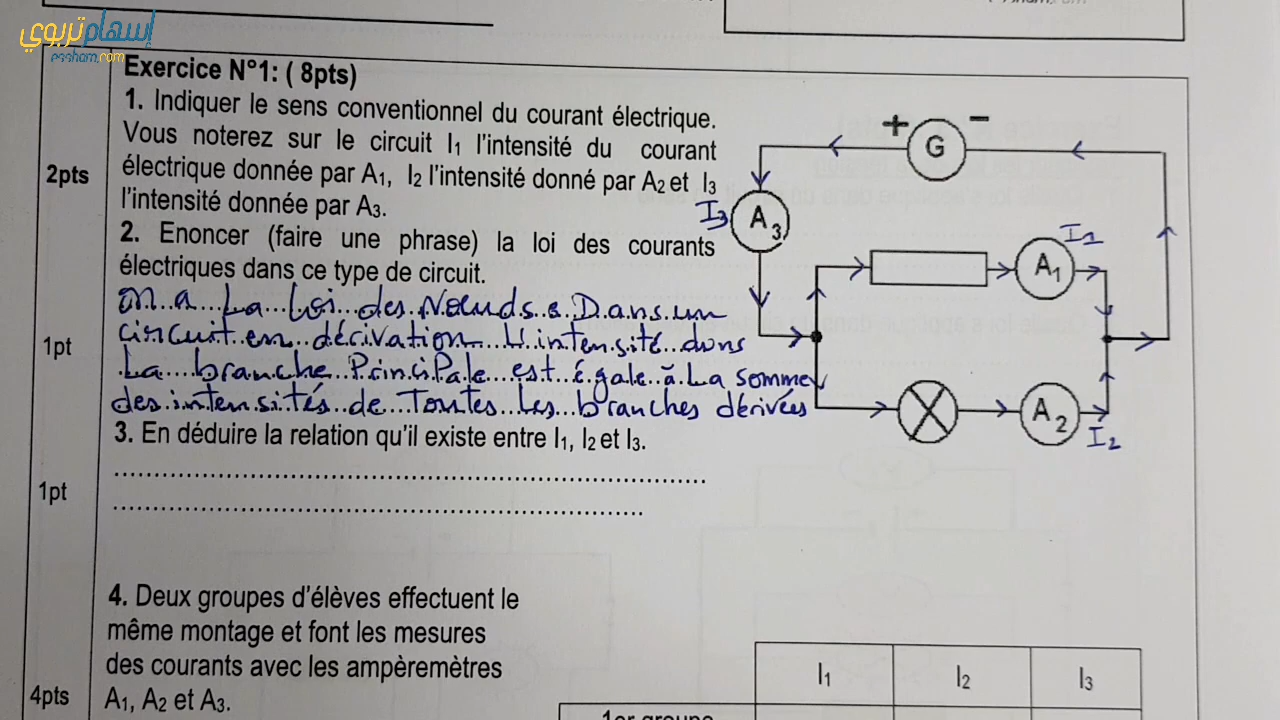 إسهام تربوي
essham.com
Exercice N°1: ( 8pts)
1. Indiquer le sens conventionnel du courant électrique.
Vous noterez sur le circuit I₁ l'intensité du courant
électrique donnée par A₁, I₂ l'intensité donné par A₂ et I₃
l'intensité donnée par A₃.
2pts
2. Enoncer (faire une phrase) la loi des courants
électriques dans ce type de circuit.
on a La Loi des Nœuds : Dans un
circuit en dérivation L'intensité dans
1pt
La branche PrinciPale est Égale à La somme
des intensités de Toutes Les branches dérivées
3. En déduire la relation qu'il existe entre I₁, I₂ et I₃.
1pt
+ G −
I₃ A₃
A₁ I₁
A₂ I₂
4. Deux groupes d'élèves effectuent le
même montage et font les mesures
des courants avec les ampèremètres
A₁, A₂ et A₃.
4pts
I₁ I₂ I₃
1er groupe